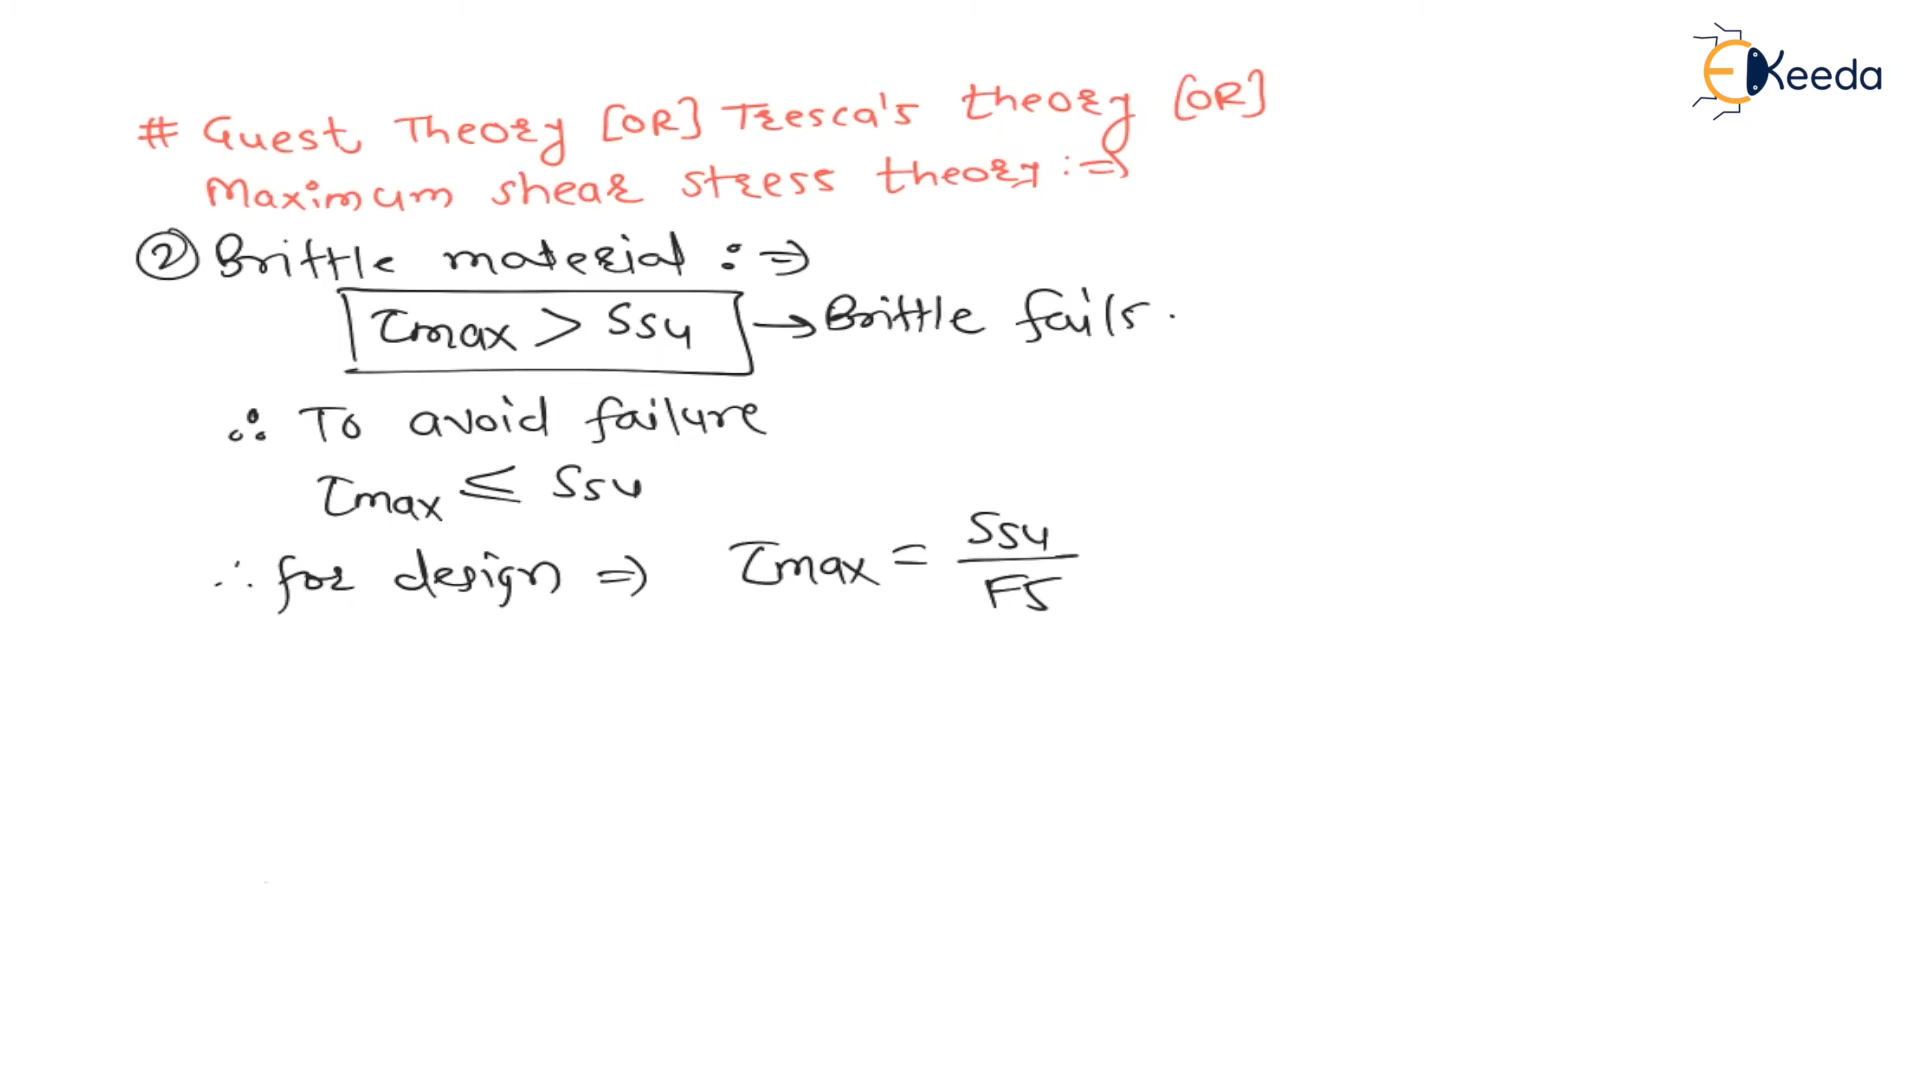 EKeeda
# Guest Theory [OR] Tresca's theory [OR]
Maximum shear stress theory :⇒
② Brittle material :⇒
τmax > Ssu → Brittle fails.
∴ To avoid failure
τmax ≤ Ssu
∴ for design ⇒ τmax = Ssu / FS